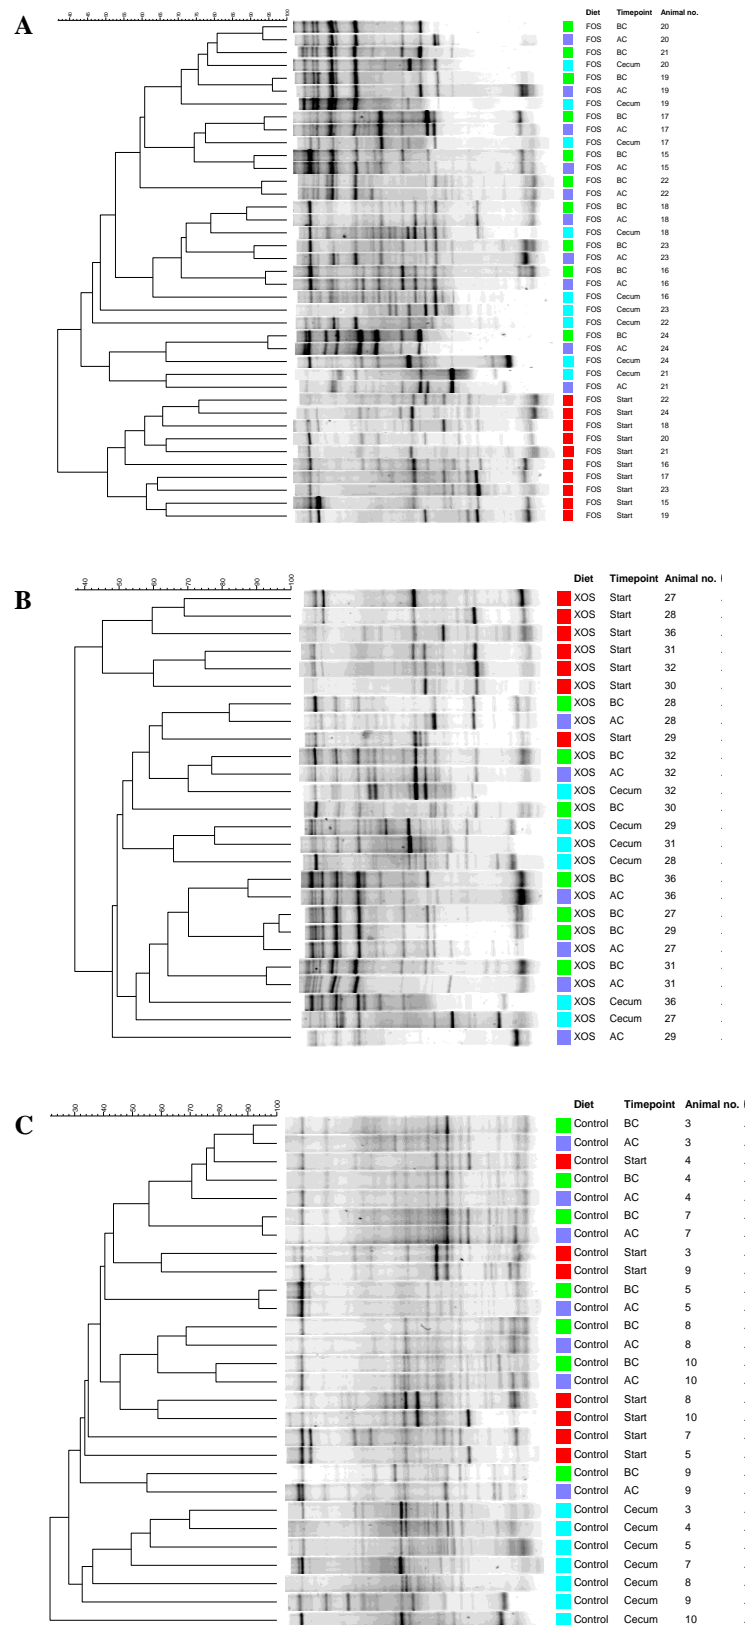 A
-40
-45
-50
-55
-60
-65
-70
-75
-80
-85
-90
-95
-100
Diet Timepoint Animal no.
FOS BC 20
FOS AC 20
FOS BC 21
FOS Cecum 20
FOS BC 19
FOS AC 19
FOS Cecum 19
FOS BC 17
FOS AC 17
FOS Cecum 17
FOS BC 15
FOS AC 15
FOS BC 22
FOS AC 22
FOS BC 18
FOS AC 18
FOS Cecum 18
FOS BC 23
FOS AC 23
FOS BC 16
FOS AC 16
FOS Cecum 16
FOS Cecum 23
FOS Cecum 22
FOS BC 24
FOS AC 24
FOS Cecum 24
FOS Cecum 21
FOS AC 21
FOS Start 22
FOS Start 24
FOS Start 18
FOS Start 20
FOS Start 21
FOS Start 16
FOS Start 17
FOS Start 23
FOS Start 15
FOS Start 19
B
-40
-50
-60
-70
-80
-90
-100
Diet Timepoint Animal no.
XOS Start 27
XOS Start 28
XOS Start 36
XOS Start 31
XOS Start 32
XOS Start 30
XOS BC 28
XOS AC 28
XOS Start 29
XOS BC 32
XOS AC 32
XOS Cecum 32
XOS BC 30
XOS Cecum 29
XOS Cecum 31
XOS Cecum 28
XOS BC 36
XOS AC 36
XOS BC 27
XOS BC 29
XOS AC 27
XOS BC 31
XOS AC 31
XOS Cecum 36
XOS Cecum 27
XOS AC 29
C
-30
-40
-50
-60
-70
-80
-90
-100
Diet Timepoint Animal no.
Control BC 3
Control AC 3
Control Start 4
Control BC 4
Control AC 4
Control BC 7
Control AC 7
Control Start 3
Control Start 9
Control BC 5
Control AC 5
Control BC 8
Control AC 8
Control BC 10
Control AC 10
Control Start 8
Control Start 10
Control Start 7
Control Start 5
Control BC 9
Control AC 9
Control Cecum 3
Control Cecum 4
Control Cecum 5
Control Cecum 7
Control Cecum 8
Control Cecum 9
Control Cecum 10